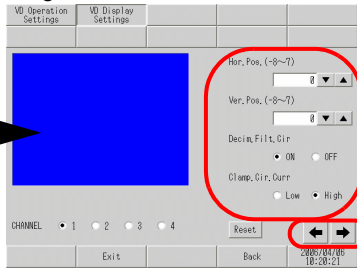 VD Operation Settings
VD Display Settings
Hor.Pos.(-8～7)
0
Ver.Pos.(-8～7)
0
Decim.Filt.Cir
ON OFF
Clamp.Cir.Curr
Low High
CHANNEL 1 2 3 4
Reset
Exit
Back
2006/04/06
10:20:21